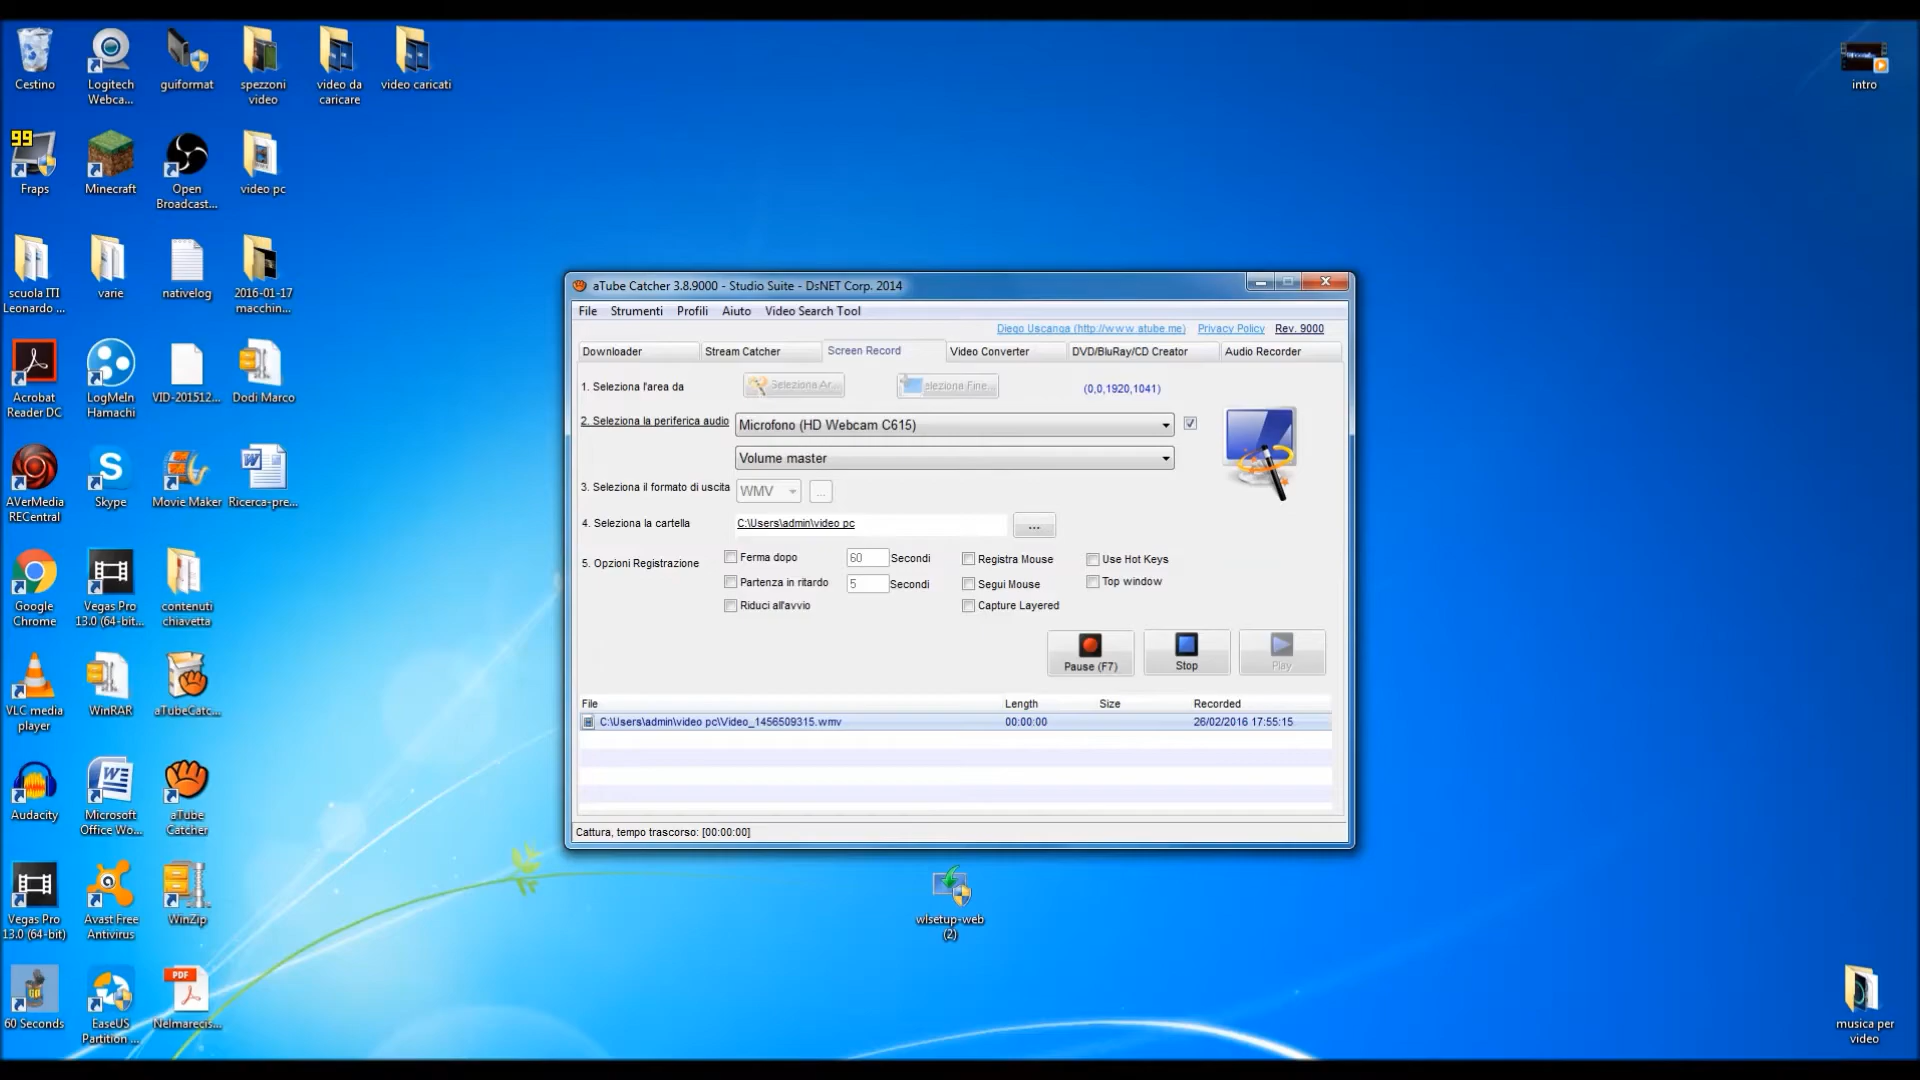 Cestino
Logitech
Webca...
guiformat
spezzoni
video
video da
caricare
video caricati
intro
99
Fraps
Minecraft
Open
Broadcast...
video pc
scuola ITI
Leonardo ...
varie
nativelog
2016-01-17
macchin...
Acrobat
Reader DC
LogMeIn
Hamachi
VID-201512...
Dodi Marco
AVerMedia
RECentral
Skype
Movie Maker
Ricerca-pre...
Google
Chrome
Vegas Pro
13.0 (64-bit...
contenuti
chiavetta
VLC media
player
WinRAR
aTubeCatc...
Audacity
Microsoft
Office Wo...
aTube
Catcher
Vegas Pro
13.0 (64-bit)
Avast Free
Antivirus
WinZip
60 Seconds
EaseUS
Partition ...
PDF
Nelmarecis...
aTube Catcher 3.8.9000 - Studio Suite - DsNET Corp. 2014
File Strumenti Profili Aiuto Video Search Tool
Diego Uscanga (http://www.atube.me) Privacy Policy Rev. 9000
Downloader Stream Catcher Screen Record Video Converter DVD/BluRay/CD Creator Audio Recorder
1. Seleziona l'area da Seleziona Ar... eleziona Fine... (0,0,1920,1041)
2. Seleziona la periferica audio Microfono (HD Webcam C615)
Volume master
3. Seleziona il formato di uscita WMV ...
4. Seleziona la cartella C:\Users\admin\video pc ...
5. Opzioni Registrazione
Ferma dopo 60 Secondi Registra Mouse Use Hot Keys
Partenza in ritardo 5 Secondi Segui Mouse Top window
Riduci all'avvio Capture Layered
Pause (F7) Stop Play
File Length Size Recorded
C:\Users\admin\video pc\Video_1456509315.wmv 00:00:00 26/02/2016 17:55:15
Cattura, tempo trascorso: [00:00:00]
wlsetup-web
(2)
musica per
video